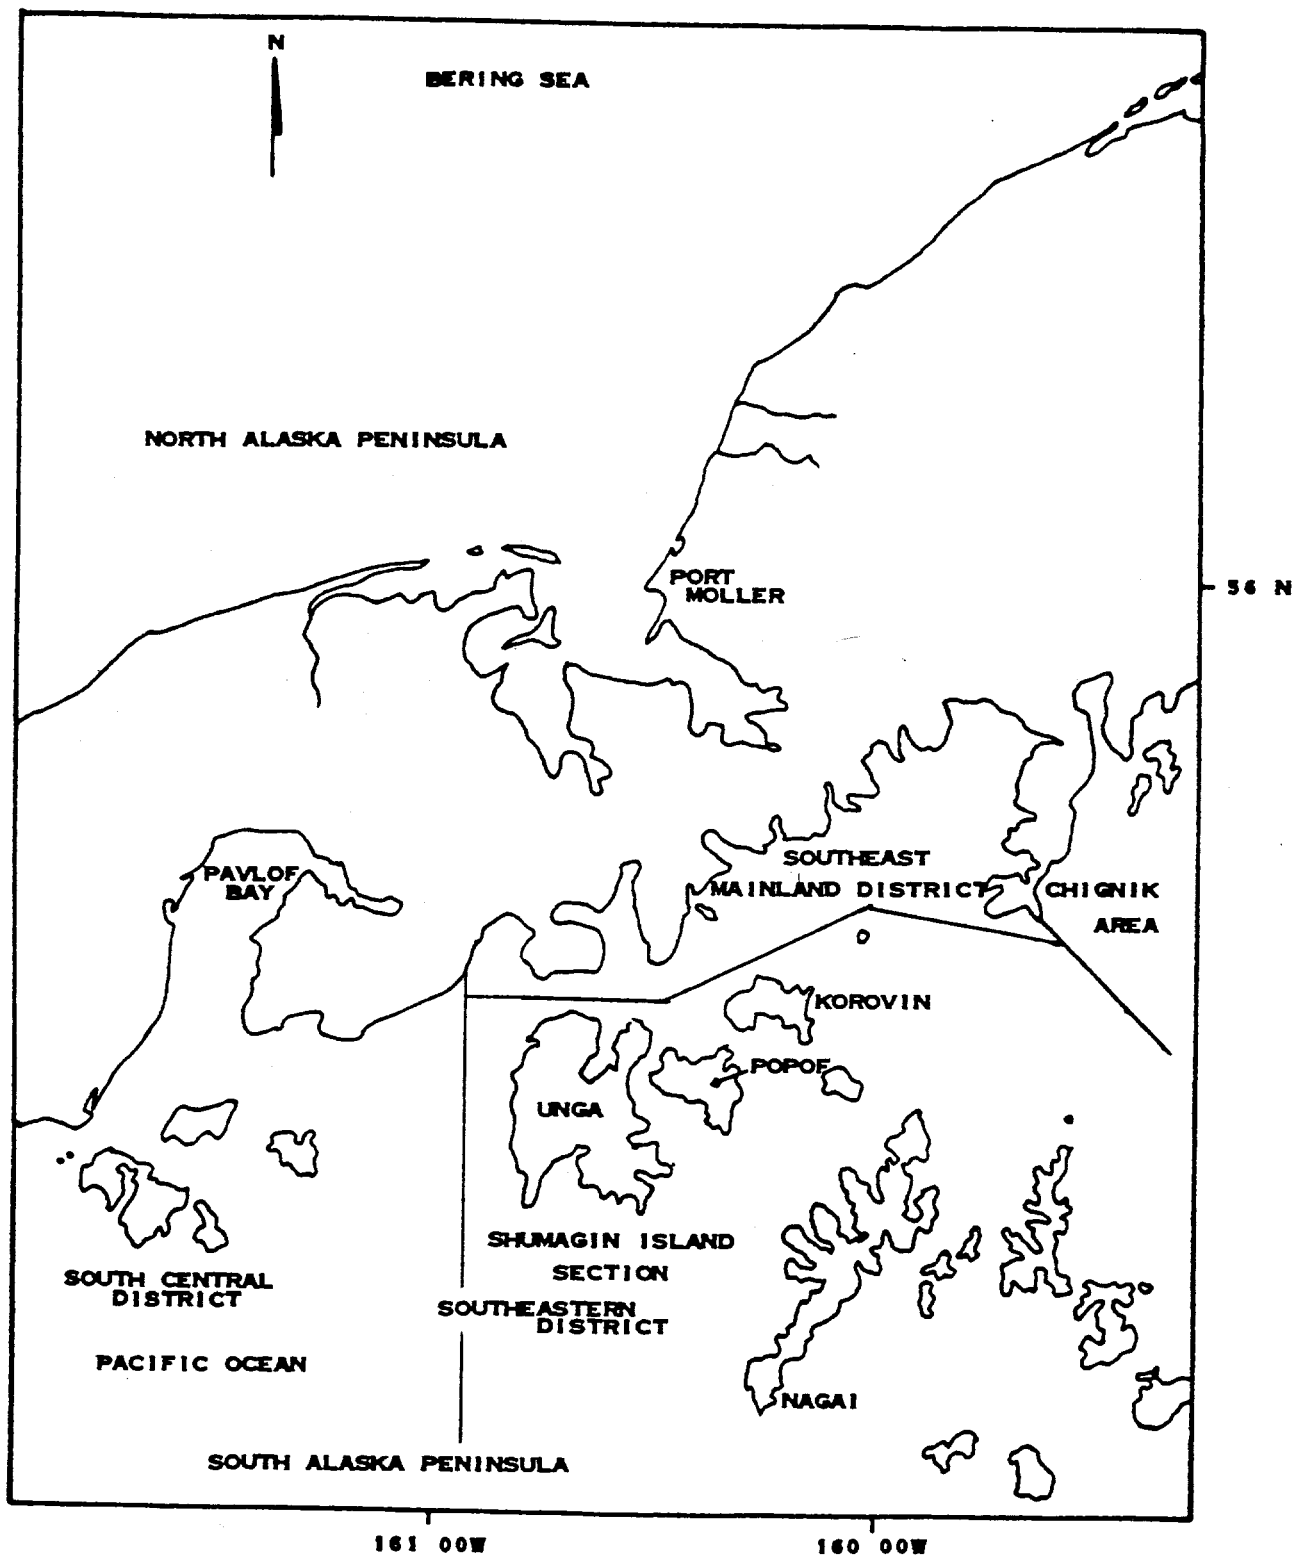 N
BERING SEA
NORTH ALASKA PENINSULA
PORT
MOLLER
56 N
SOUTHEAST
MAINLAND DISTRICT
CHIGNIK
AREA
PAVLOF
BAY
KOROVIN
POPOF
UNGA
SHUMAGIN ISLAND
SECTION
SOUTH CENTRAL
DISTRICT
SOUTHEASTERN
DISTRICT
PACIFIC OCEAN
NAGAI
SOUTH ALASKA PENINSULA
161 00W
160 00W